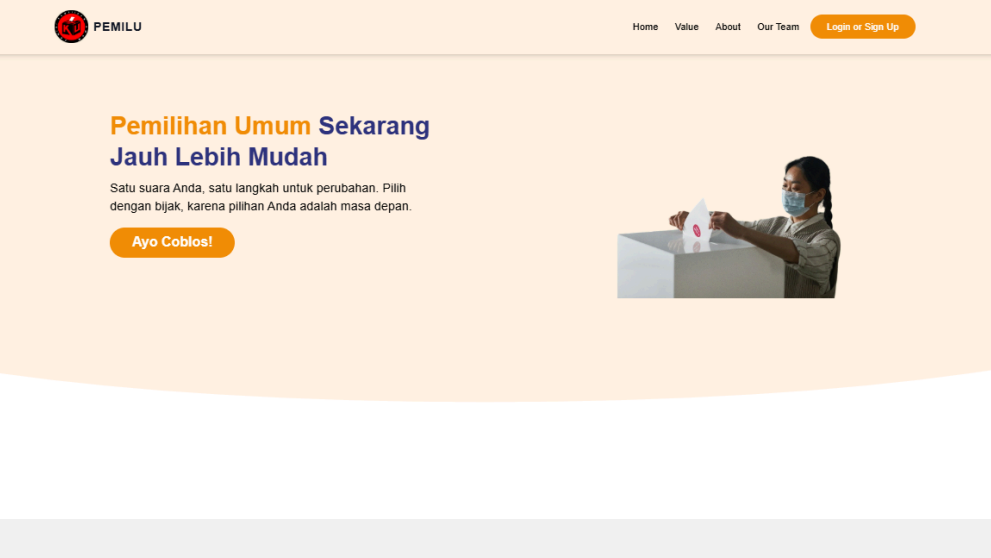 PEMILU
Home
Value
About
Our Team
Login or Sign Up
Pemilihan Umum Sekarang
Jauh Lebih Mudah
Satu suara Anda, satu langkah untuk perubahan. Pilih
dengan bijak, karena pilihan Anda adalah masa depan.
Ayo Coblos!